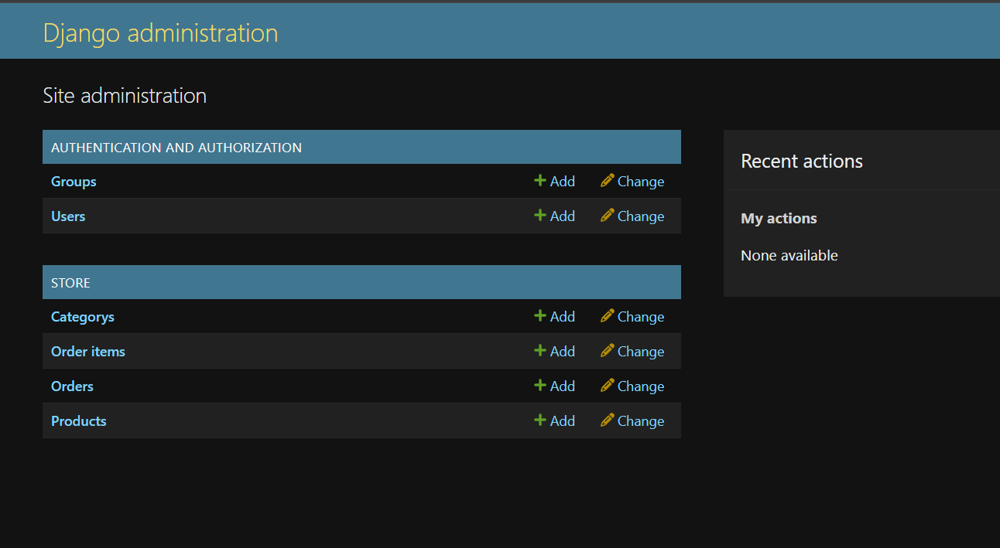 Django administration
Site administration
AUTHENTICATION AND AUTHORIZATION
Groups Add Change
Users Add Change
STORE
Categorys Add Change
Order items Add Change
Orders Add Change
Products Add Change
Recent actions
My actions
None available